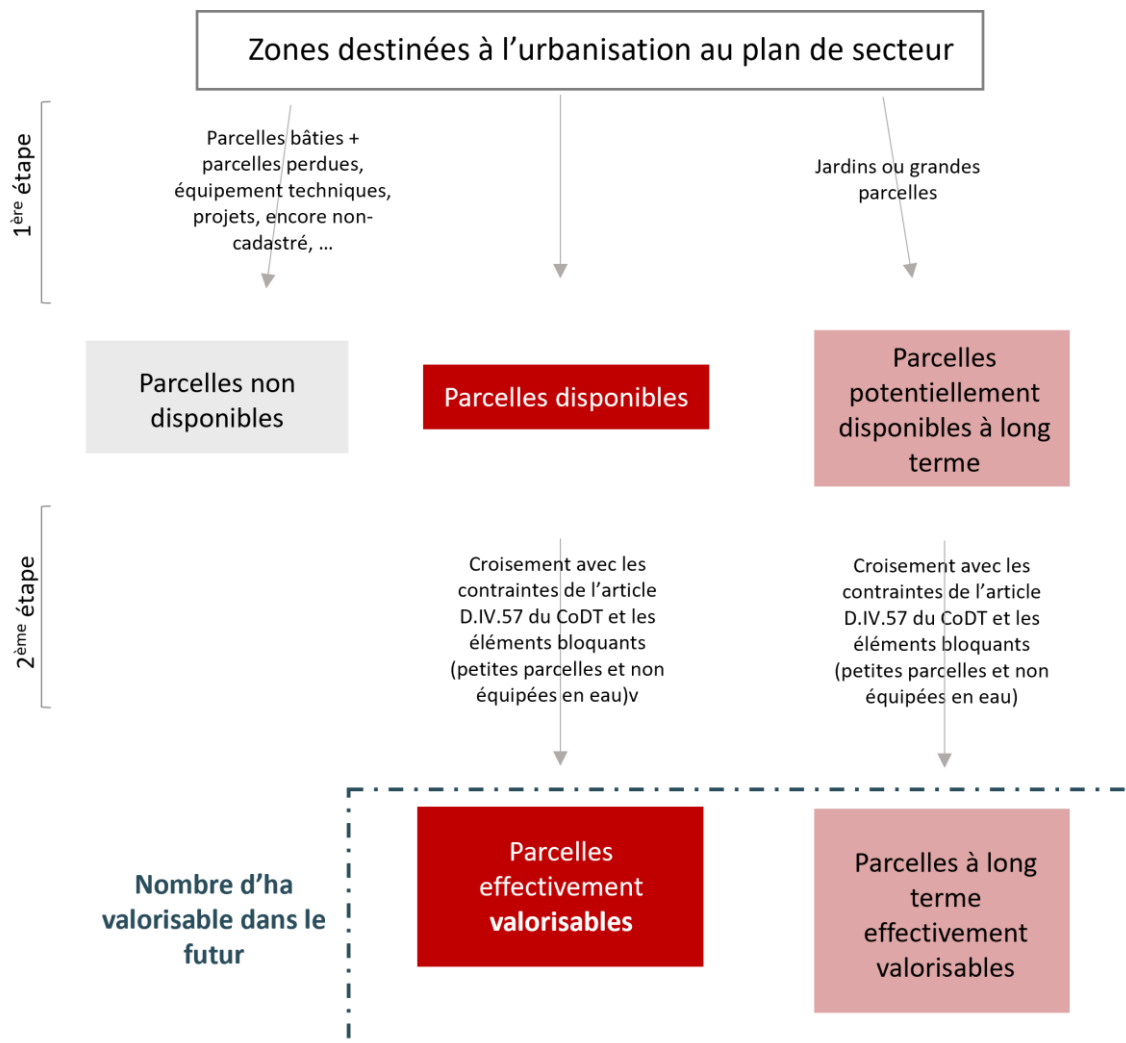 Zones destinées à l'urbanisation au plan de secteur
1ère étape
Parcelles bâties +
parcelles perdues,
équipement techniques,
projets, encore non-
cadastré, ...
Jardins ou grandes
parcelles
Parcelles non
disponibles
Parcelles disponibles
Parcelles
potentiellement
disponibles à long
terme
2ème étape
Croisement avec les
contraintes de l'article
D.IV.57 du CoDT et les
éléments bloquants
(petites parcelles et non
équipées en eau)v
Croisement avec les
contraintes de l'article
D.IV.57 du CoDT et les
éléments bloquants
(petites parcelles et non
équipées en eau)
Nombre d'ha
valorisable dans le
futur
Parcelles
effectivement
valorisables
Parcelles à long
terme
effectivement
valorisables